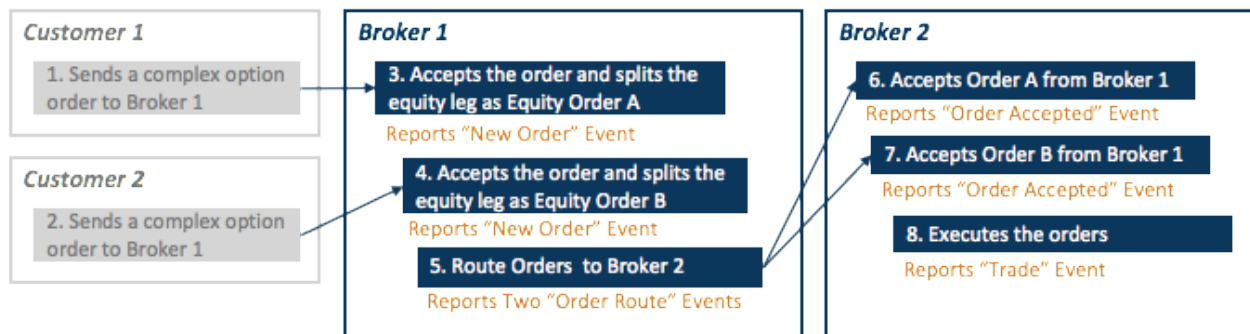 Customer 1
1. Sends a complex option
order to Broker 1
Customer 2
2. Sends a complex option
order to Broker 1
Broker 1
3. Accepts the order and splits the
equity leg as Equity Order A
Reports “New Order” Event
4. Accepts the order and splits the
equity leg as Equity Order B
Reports “New Order” Event
5. Route Orders to Broker 2
Reports Two “Order Route” Events
Broker 2
6. Accepts Order A from Broker 1
Reports “Order Accepted” Event
7. Accepts Order B from Broker 1
Reports “Order Accepted” Event
8. Executes the orders
Reports “Trade” Event